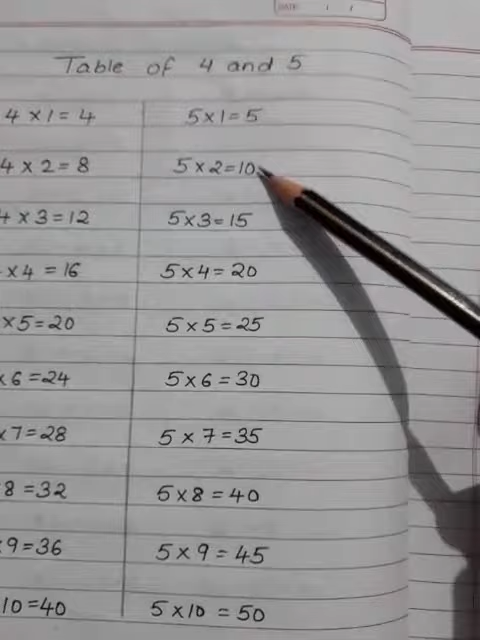 DATE: / /
Table of 4 and 5
4 x 1 = 4 5 x 1 = 5
4 x 2 = 8 5 x 2 = 10
4 x 3 = 12 5 x 3 = 15
x 4 = 16 5 x 4 = 20
x 5 = 20 5 x 5 = 25
x 6 = 24 5 x 6 = 30
x 7 = 28 5 x 7 = 35
8 = 32 5 x 8 = 40
x 9 = 36 5 x 9 = 45
10 = 40 5 x 10 = 50